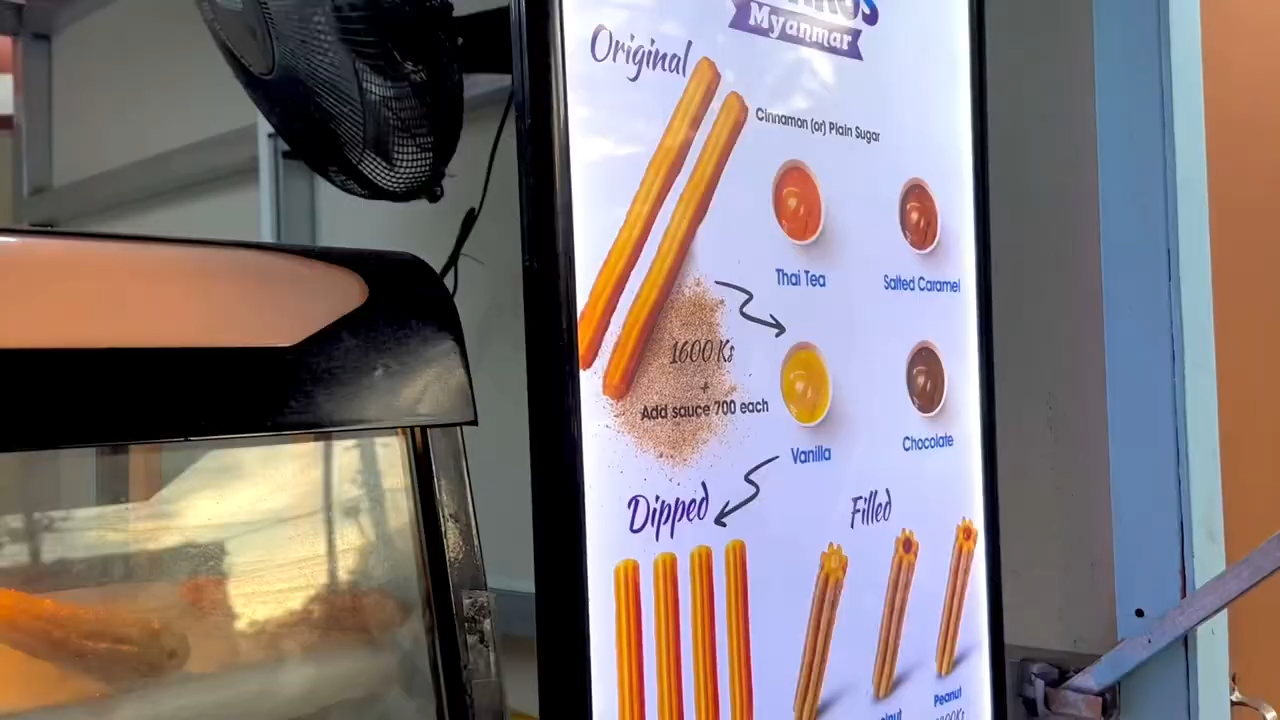 Myanmar
Original
Cinnamon (or) Plain Sugar
Thai Tea
Salted Caramel
1600 Ks
+
Add sauce 700 each
Vanilla
Chocolate
Dipped
Filled
Peanut